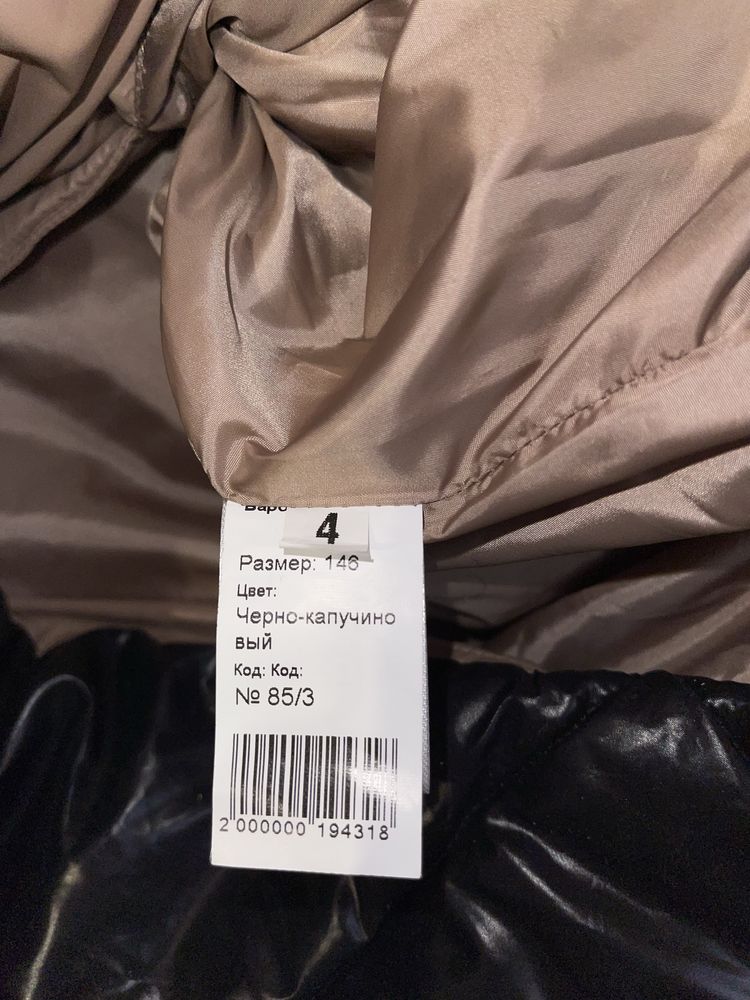 4
Размер: 146
Цвет:
Черно-капучино
вый
Код: Код:
№ 85/3
2 000000 194318